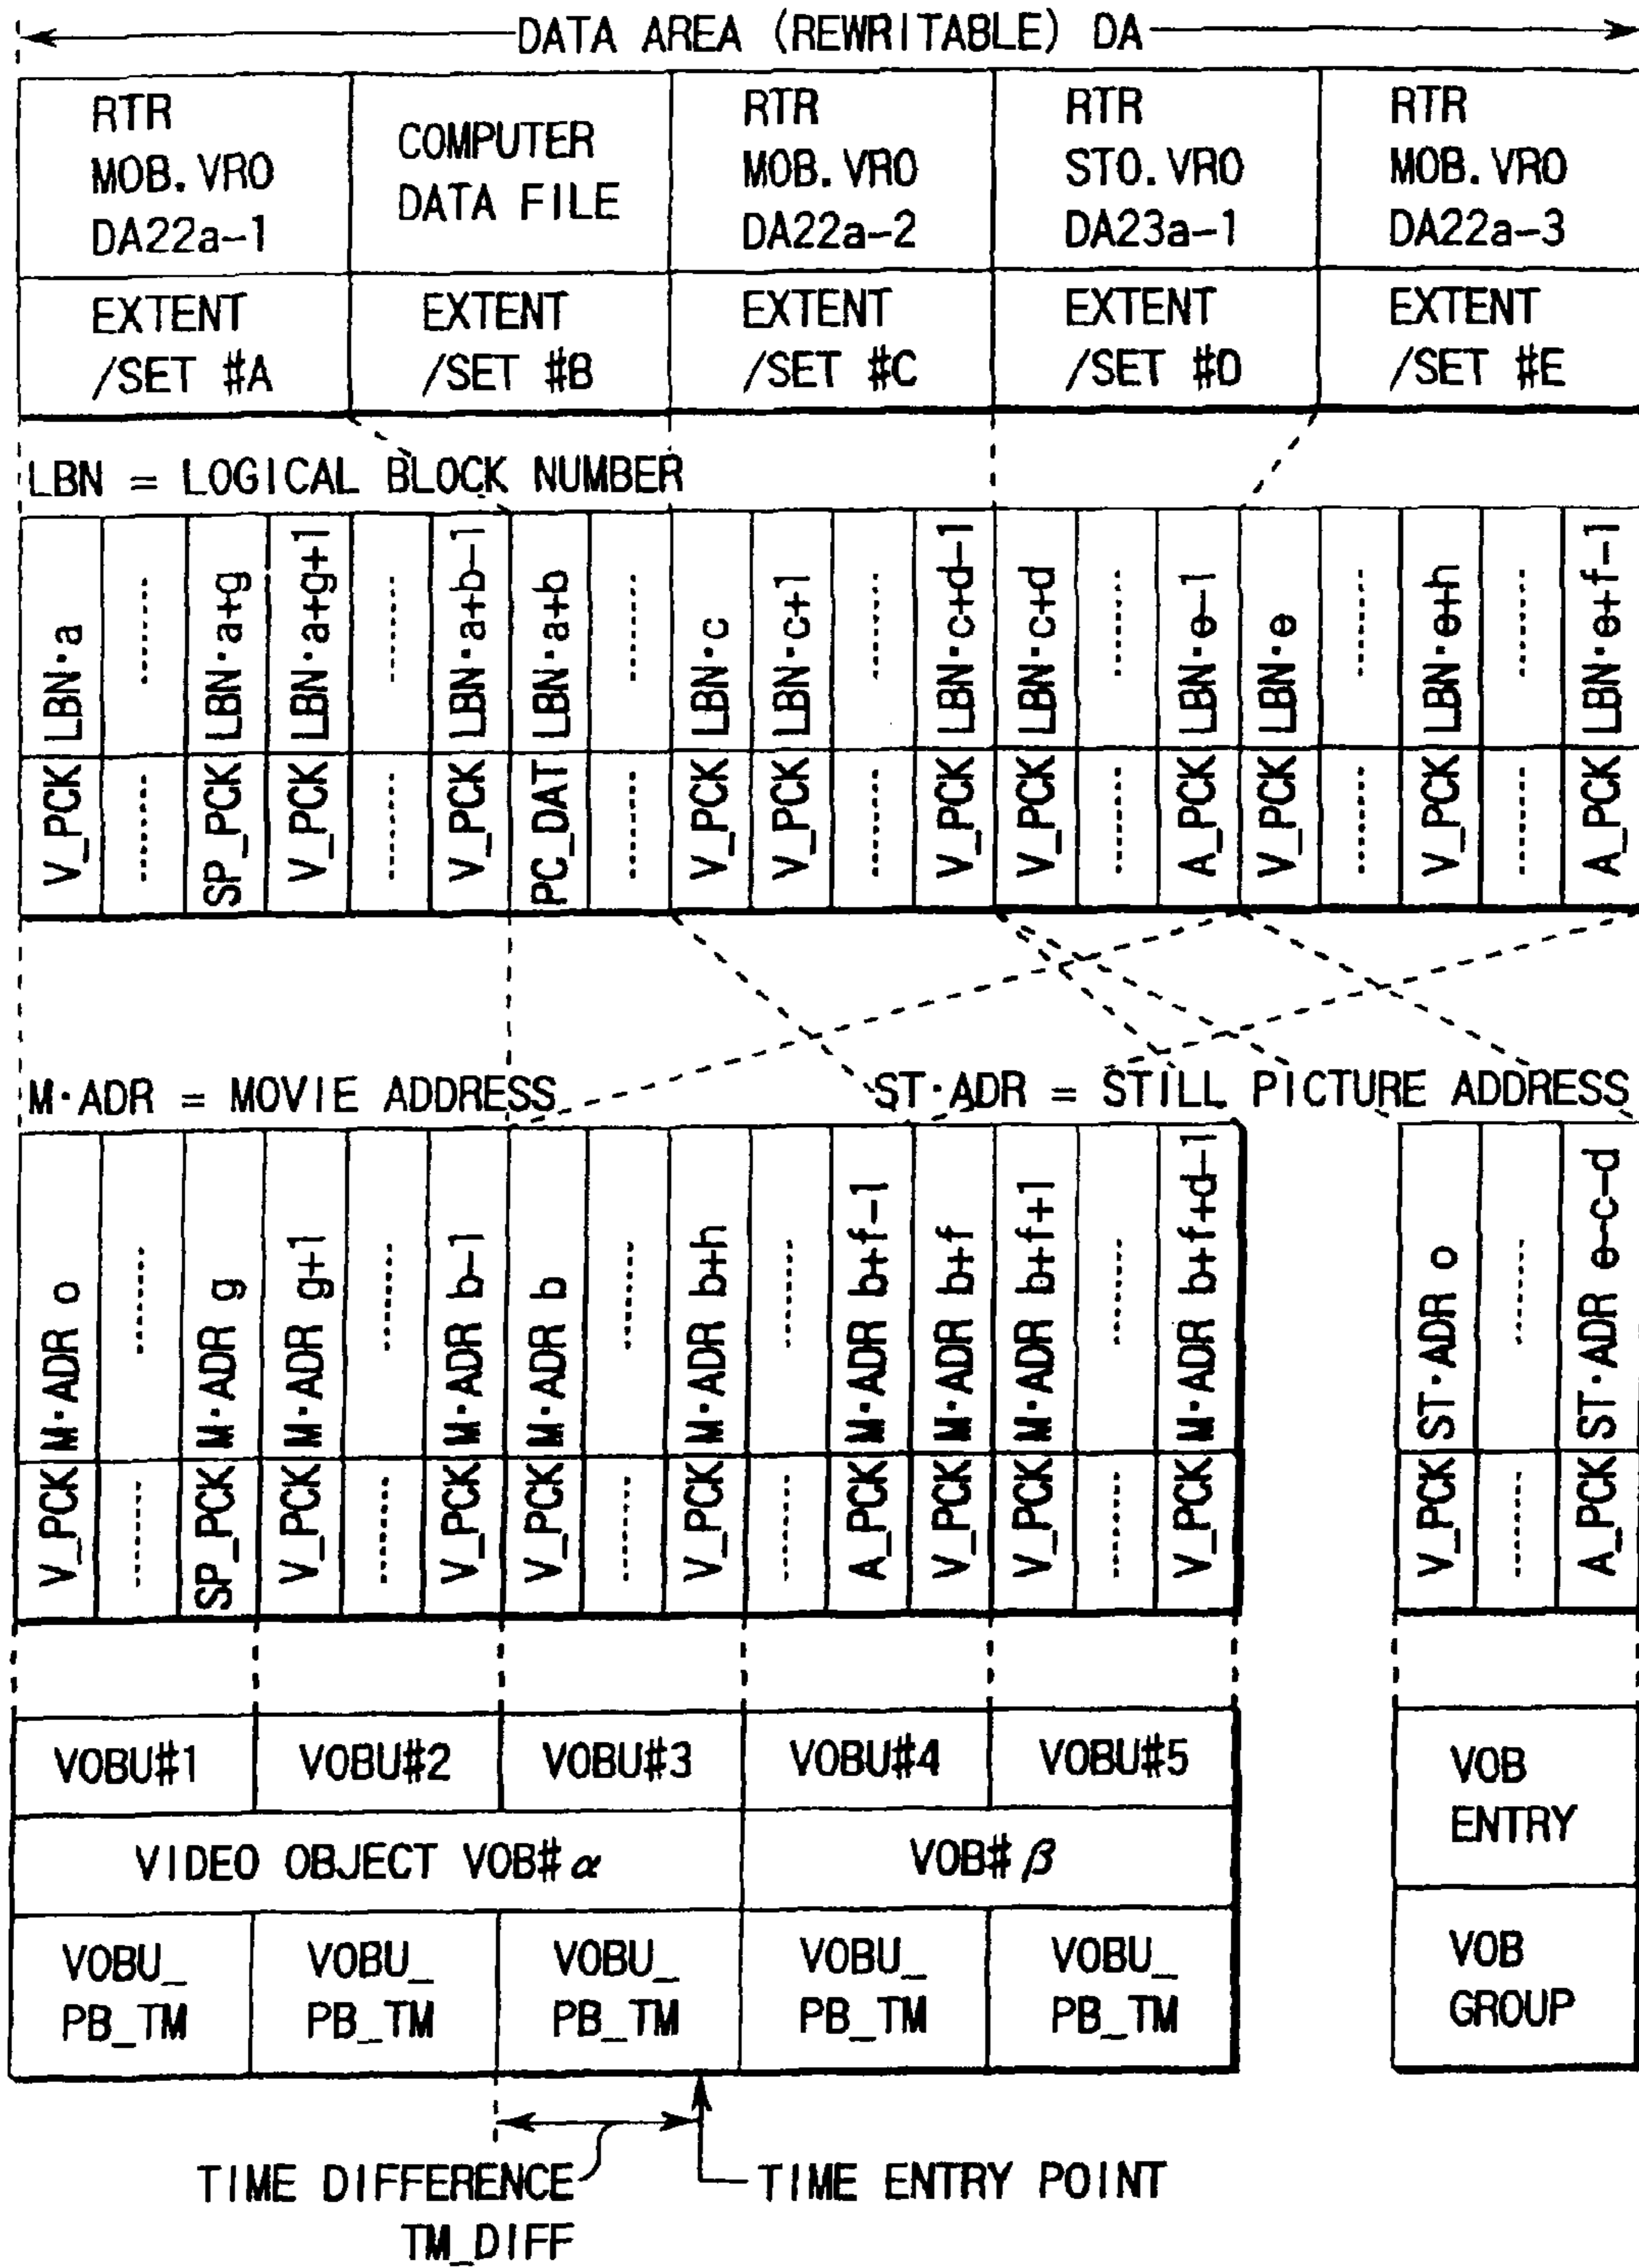 DATA AREA (REWRITABLE) DA
RTR
MOB.VRO
DA22a-1
COMPUTER
DATA FILE
RTR
MOB.VRO
DA22a-2
RTR
STO.VRO
DA23a-1
RTR
MOB.VRO
DA22a-3
EXTENT
/SET #A
EXTENT
/SET #B
EXTENT
/SET #C
EXTENT
/SET #D
EXTENT
/SET #E
LBN = LOGICAL BLOCK NUMBER
LBN·a
LBN·a+g
LBN·a+g+1
LBN·a+b-1
LBN·a+b
LBN·c
LBN·c+1
LBN·c+d-1
LBN·c+d
LBN·e-1
LBN·e
LBN·e+h
LBN·e+f-1
V_PCK
SP_PCK
V_PCK
V_PCK
PC_DAT
V_PCK
V_PCK
V_PCK
V_PCK
A_PCK
V_PCK
V_PCK
A_PCK
M·ADR = MOVIE ADDRESS
ST·ADR = STILL PICTURE ADDRESS
M·ADR o
M·ADR g
M·ADR g+1
M·ADR b-1
M·ADR b
M·ADR b+h
M·ADR b+f-1
M·ADR b+f
M·ADR b+f+1
M·ADR b+f+d-1
ST·ADR o
ST·ADR e-c-d
V_PCK
SP_PCK
V_PCK
V_PCK
V_PCK
V_PCK
A_PCK
V_PCK
V_PCK
V_PCK
V_PCK
A_PCK
VOBU#1
VOBU#2
VOBU#3
VOBU#4
VOBU#5
VIDEO OBJECT VOB#α
VOB#β
VOBU_
PB_TM
VOBU_
PB_TM
VOBU_
PB_TM
VOBU_
PB_TM
VOBU_
PB_TM
VOB
ENTRY
VOB
GROUP
TIME DIFFERENCE
TM_DIFF
TIME ENTRY POINT